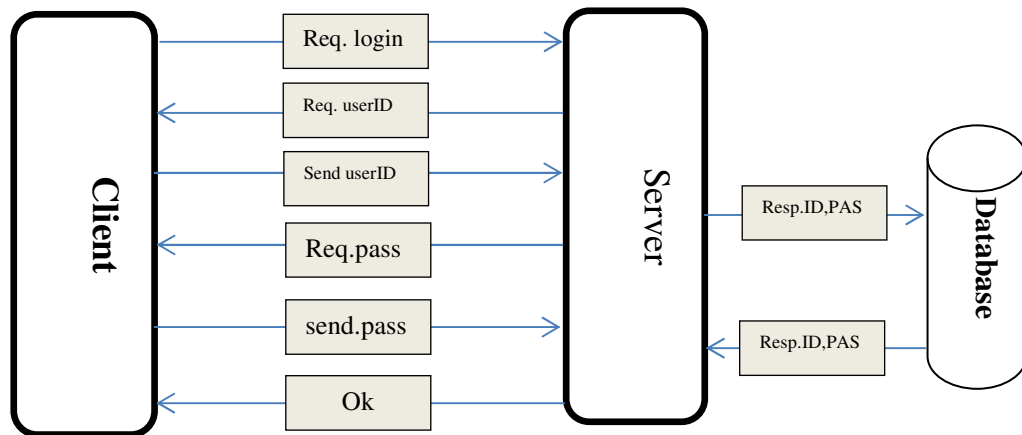 Client
Req. login
Req. userID
Send userID
Req.pass
send.pass
Ok
Server
Resp.ID,PAS
Resp.ID,PAS
Database